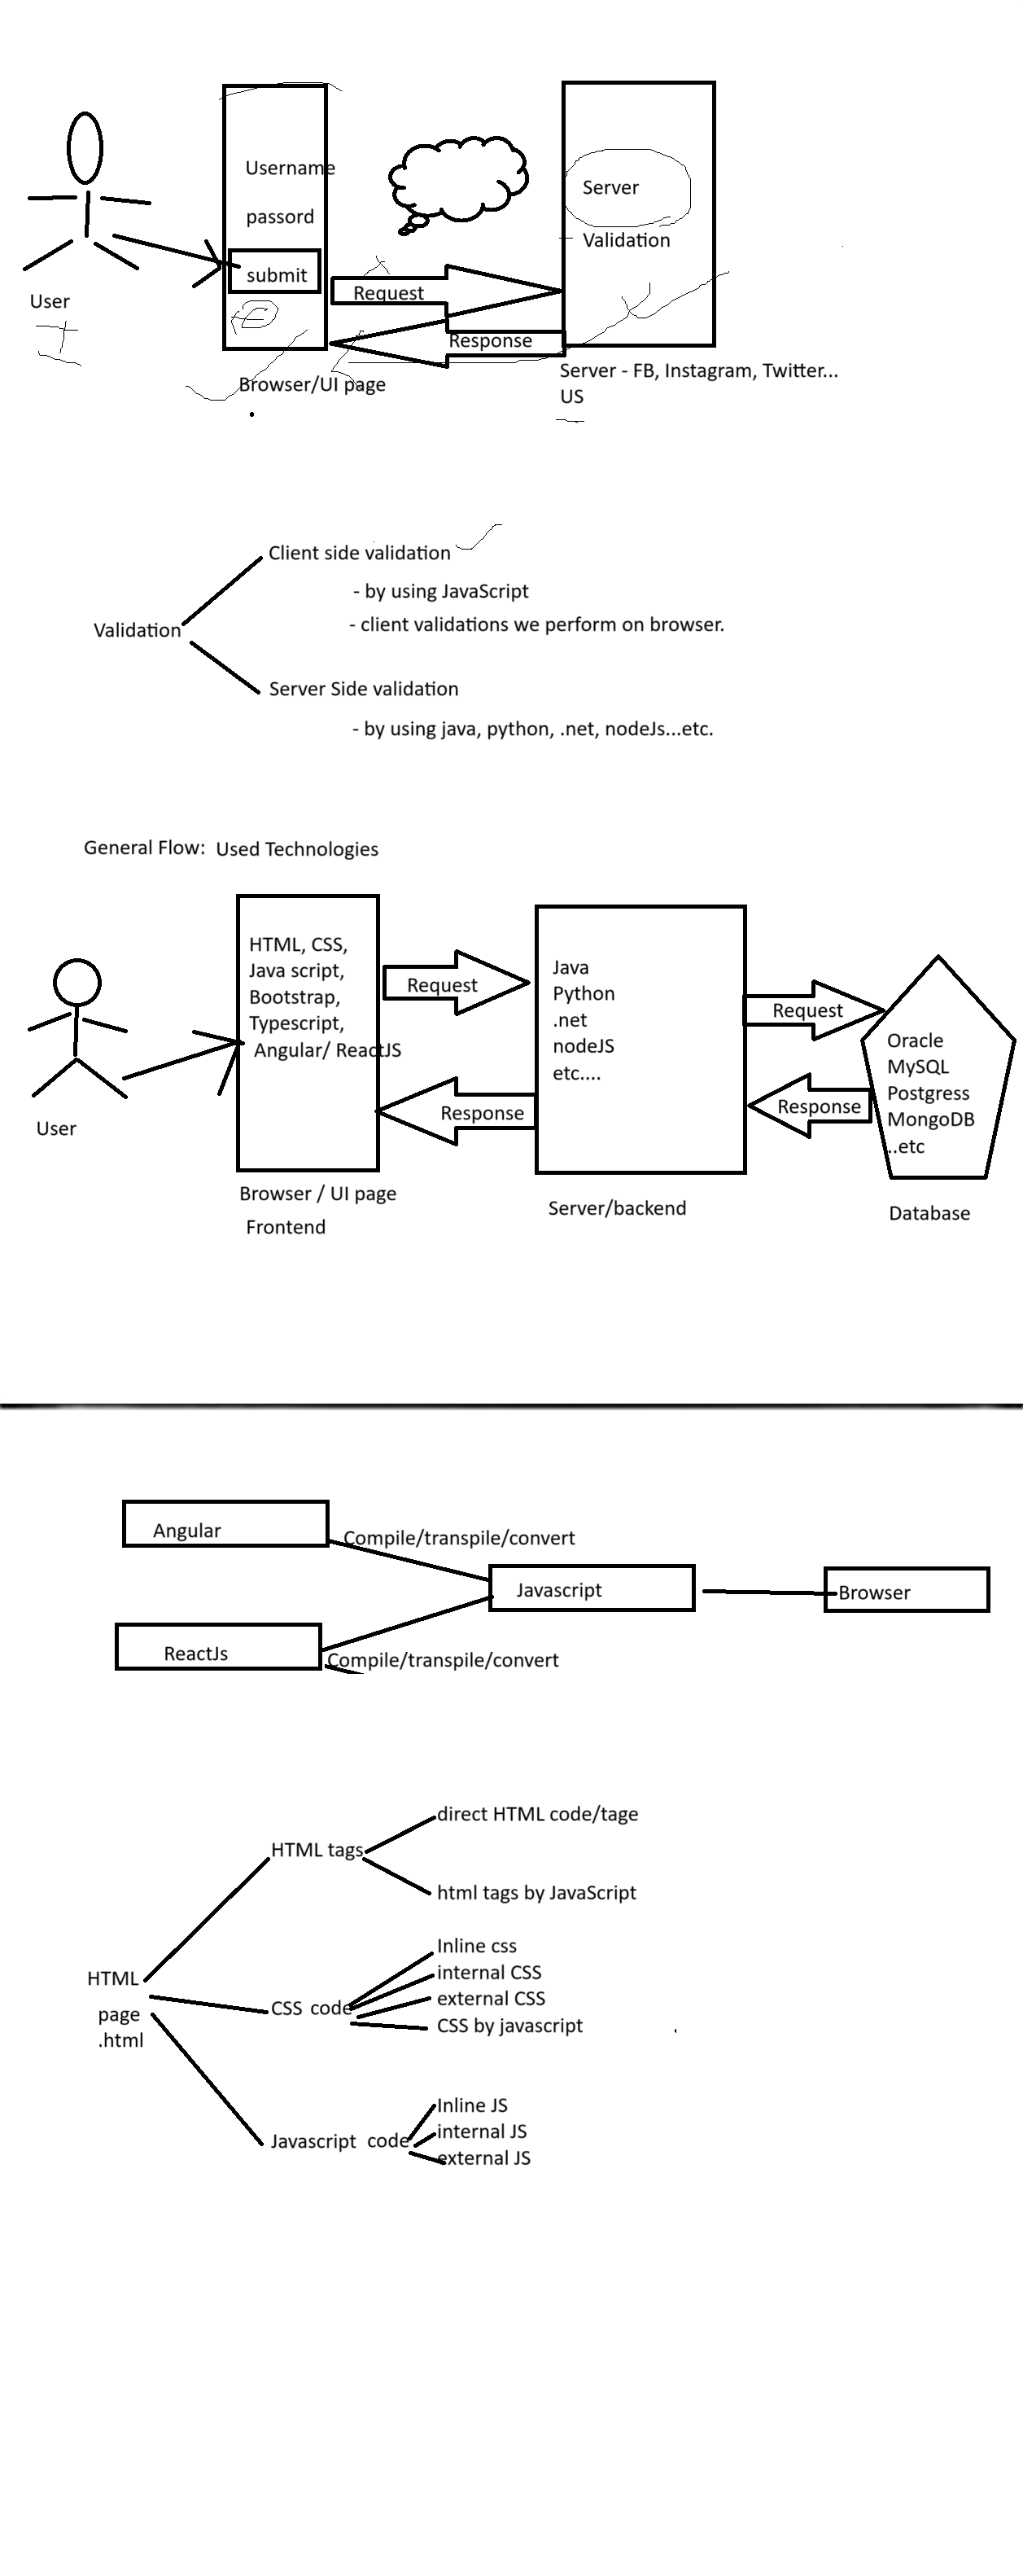 Username
passord
submit
User
Browser/UI page
Request
Response
Server
Validation
Server - FB, Instagram, Twitter...
US
Validation
Client side validation
- by using JavaScript
- client validations we perform on browser.
Server Side validation
- by using java, python, .net, nodeJs...etc.
General Flow: Used Technologies
User
HTML, CSS,
Java script,
Bootstrap,
Typescript,
Angular/ ReactJS
Browser / UI page
Frontend
Request
Response
Java
Python
.net
nodeJS
etc....
Server/backend
Request
Response
Oracle
MySQL
Postgress
MongoDB
..etc
Database
Angular
Compile/transpile/convert
Javascript
Browser
ReactJs
Compile/transpile/convert
HTML
page
.html
HTML tags
direct HTML code/tage
html tags by JavaScript
CSS code
Inline css
internal CSS
external CSS
CSS by javascript
Javascript code
Inline JS
internal JS
external JS